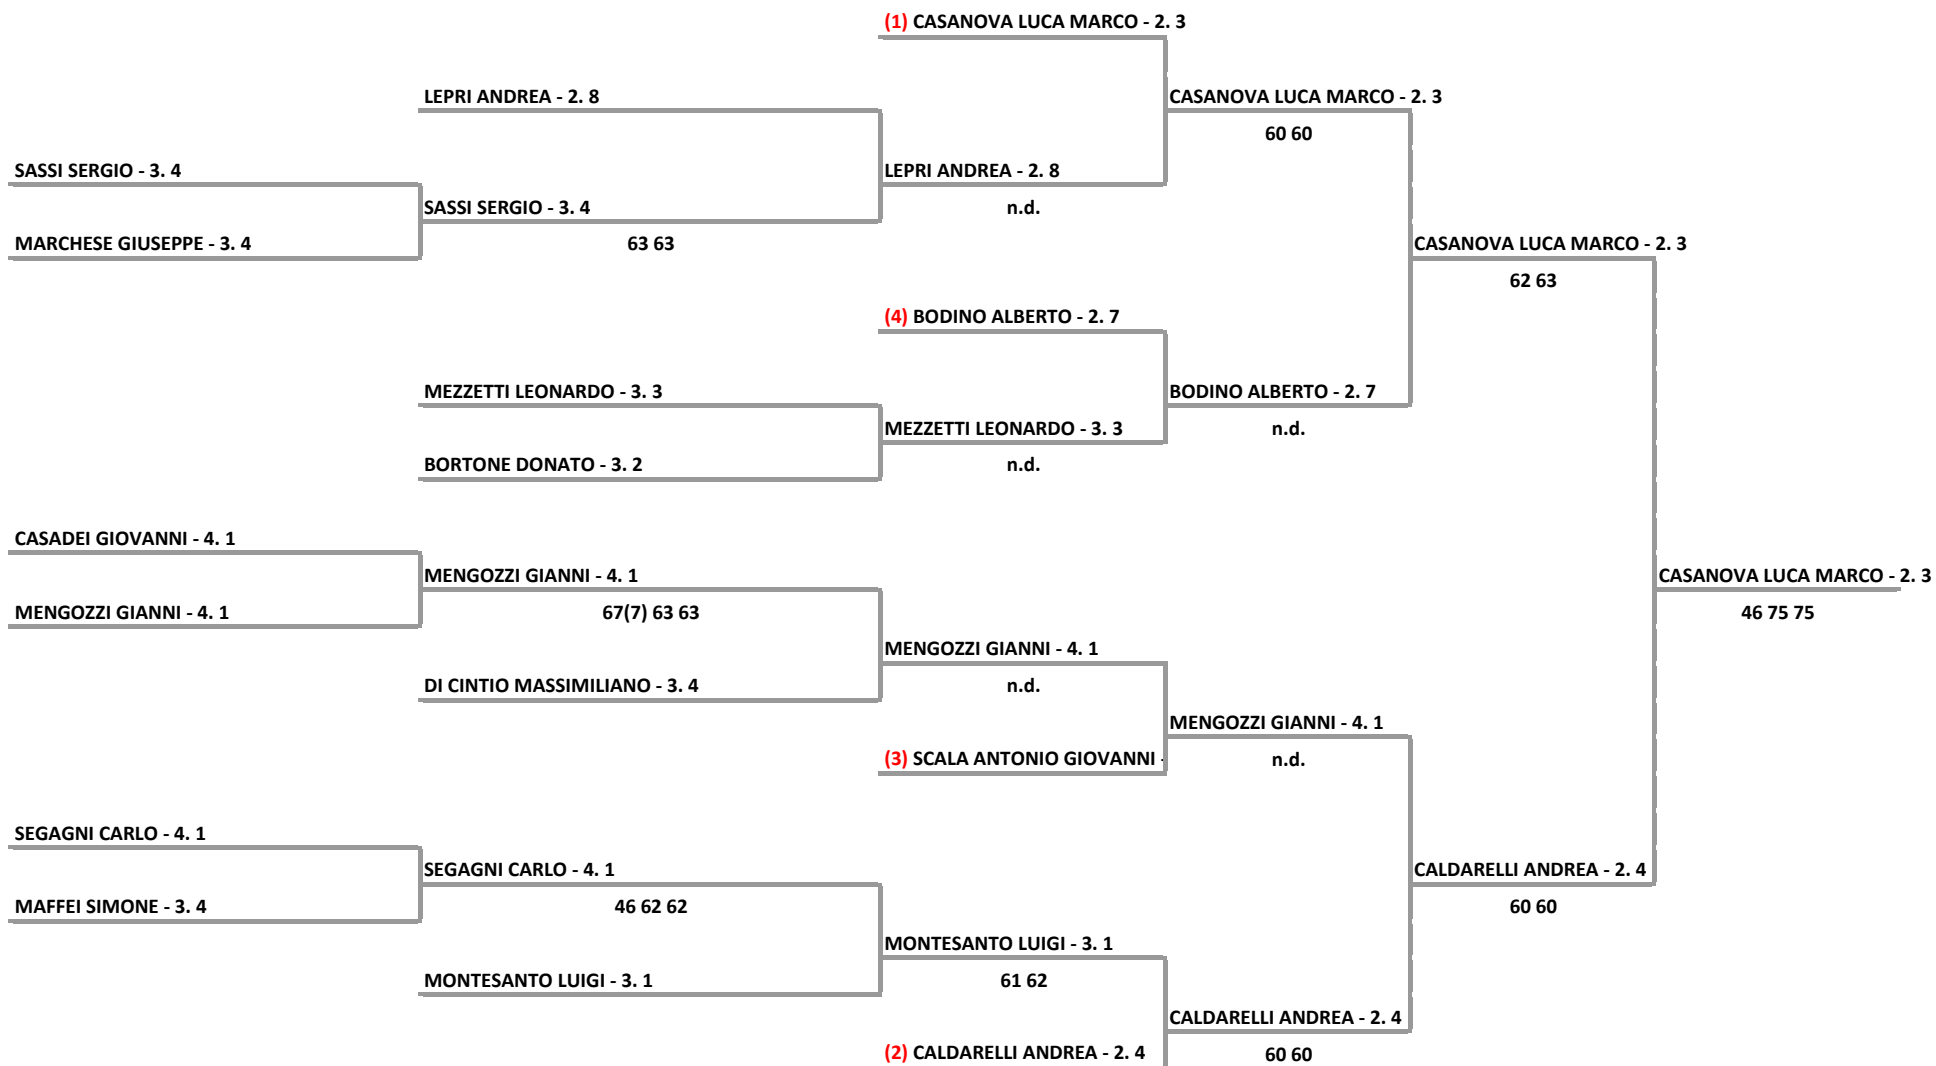 (1) CASANOVA LUCA MARCO - 2. 3
LEPRI ANDREA - 2. 8
CASANOVA LUCA MARCO - 2. 3
60 60
SASSI SERGIO - 3. 4
LEPRI ANDREA - 2. 8
SASSI SERGIO - 3. 4
n.d.
MARCHESE GIUSEPPE - 3. 4
63 63
CASANOVA LUCA MARCO - 2. 3
62 63
(4) BODINO ALBERTO - 2. 7
MEZZETTI LEONARDO - 3. 3
BODINO ALBERTO - 2. 7
MEZZETTI LEONARDO - 3. 3
n.d.
BORTONE DONATO - 3. 2
n.d.
CASADEI GIOVANNI - 4. 1
MENGOZZI GIANNI - 4. 1
CASANOVA LUCA MARCO - 2. 3
MENGOZZI GIANNI - 4. 1
67(7) 63 63
46 75 75
MENGOZZI GIANNI - 4. 1
DI CINTIO MASSIMILIANO - 3. 4
n.d.
MENGOZZI GIANNI - 4. 1
(3) SCALA ANTONIO GIOVANNI -
n.d.
SEGAGNI CARLO - 4. 1
SEGAGNI CARLO - 4. 1
CALDARELLI ANDREA - 2. 4
MAFFEI SIMONE - 3. 4
46 62 62
60 60
MONTESANTO LUIGI - 3. 1
MONTESANTO LUIGI - 3. 1
61 62
CALDARELLI ANDREA - 2. 4
(2) CALDARELLI ANDREA - 2. 4
60 60